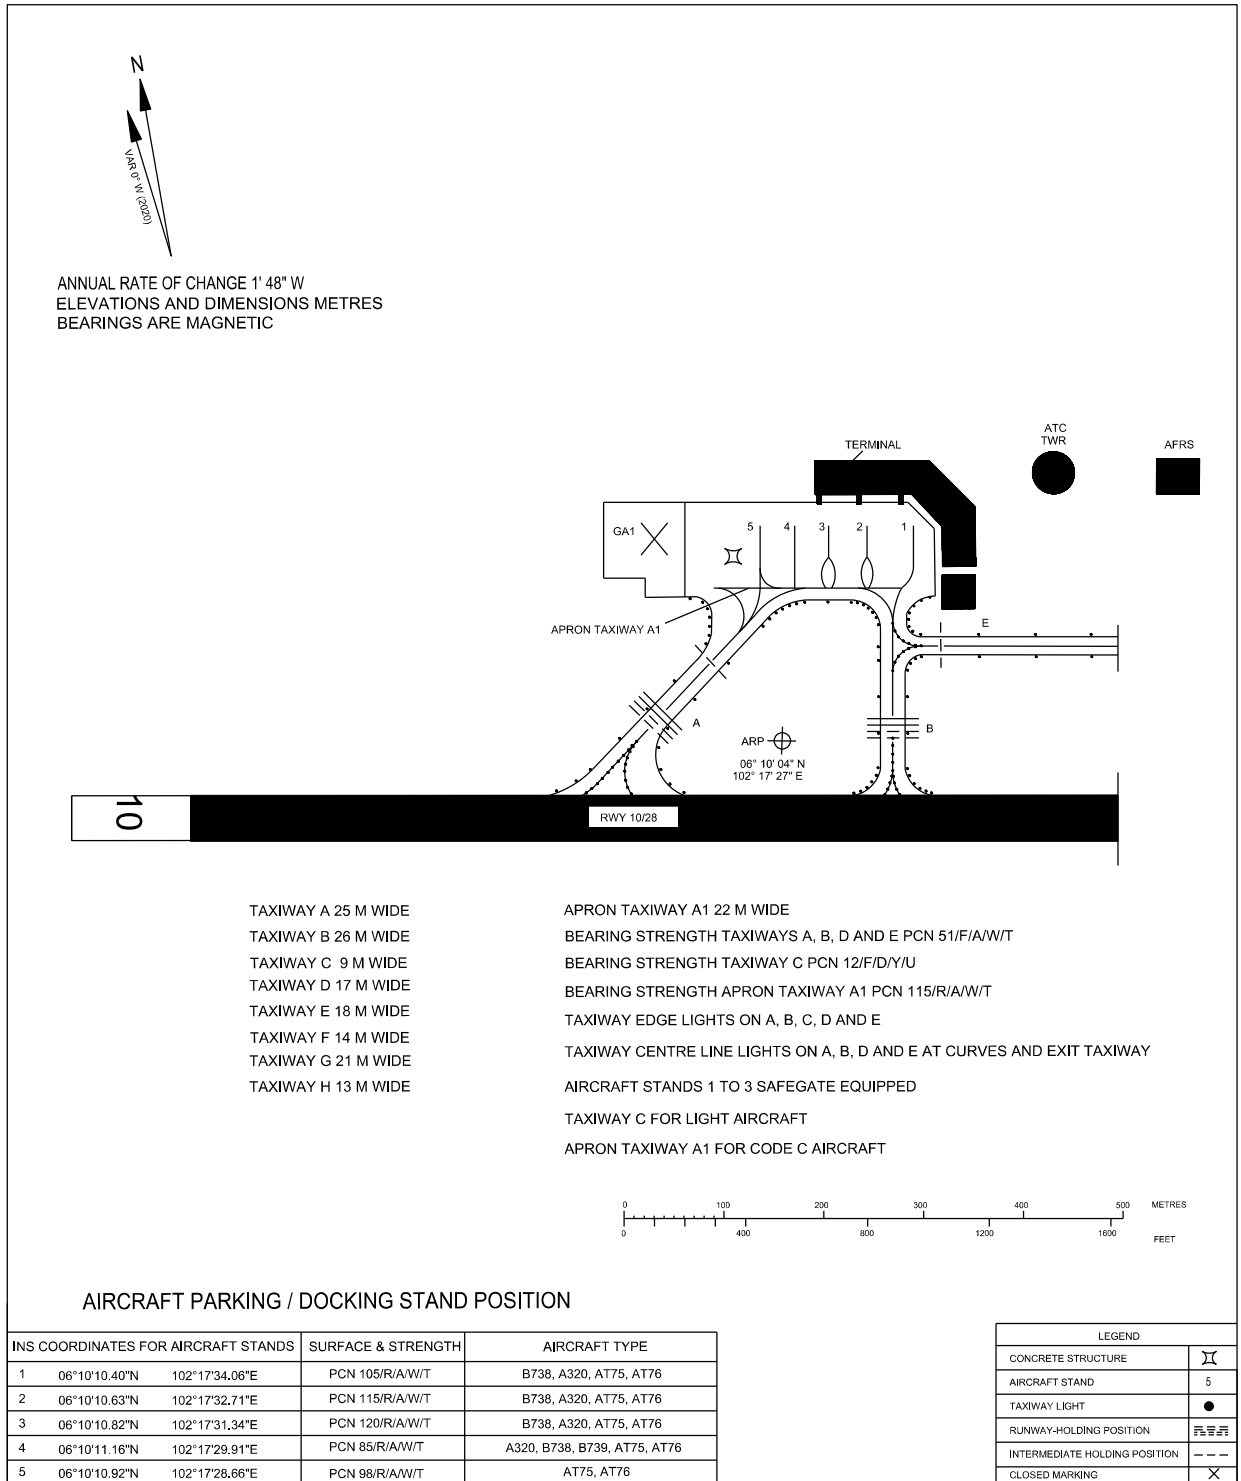 N
VAR 0° W (2020)
ANNUAL RATE OF CHANGE 1' 48" W
ELEVATIONS AND DIMENSIONS METRES
BEARINGS ARE MAGNETIC
ATC
TWR
AFRS
TERMINAL
GA1
5 4 3 2 1
APRON TAXIWAY A1
E
A
B
ARP
06° 10' 04" N
102° 17' 27" E
10
RWY 10/28
TAXIWAY A 25 M WIDE
TAXIWAY B 26 M WIDE
TAXIWAY C 9 M WIDE
TAXIWAY D 17 M WIDE
TAXIWAY E 18 M WIDE
TAXIWAY F 14 M WIDE
TAXIWAY G 21 M WIDE
TAXIWAY H 13 M WIDE
APRON TAXIWAY A1 22 M WIDE
BEARING STRENGTH TAXIWAYS A, B, D AND E PCN 51/F/A/W/T
BEARING STRENGTH TAXIWAY C PCN 12/F/D/Y/U
BEARING STRENGTH APRON TAXIWAY A1 PCN 115/R/A/W/T
TAXIWAY EDGE LIGHTS ON A, B, C, D AND E
TAXIWAY CENTRE LINE LIGHTS ON A, B, D AND E AT CURVES AND EXIT TAXIWAY
AIRCRAFT STANDS 1 TO 3 SAFEGATE EQUIPPED
TAXIWAY C FOR LIGHT AIRCRAFT
APRON TAXIWAY A1 FOR CODE C AIRCRAFT
0 100 200 300 400 500 METRES
0 400 800 1200 1600 FEET
AIRCRAFT PARKING / DOCKING STAND POSITION
INS COORDINATES FOR AIRCRAFT STANDS SURFACE & STRENGTH AIRCRAFT TYPE
1 06°10'10.40"N 102°17'34.06"E PCN 105/R/A/W/T B738, A320, AT75, AT76
2 06°10'10.63"N 102°17'32.71"E PCN 115/R/A/W/T B738, A320, AT75, AT76
3 06°10'10.82"N 102°17'31.34"E PCN 120/R/A/W/T B738, A320, AT75, AT76
4 06°10'11.16"N 102°17'29.91"E PCN 85/R/A/W/T A320, B738, B739, AT75, AT76
5 06°10'10.92"N 102°17'28.66"E PCN 98/R/A/W/T AT75, AT76
LEGEND
CONCRETE STRUCTURE
AIRCRAFT STAND 5
TAXIWAY LIGHT
RUNWAY-HOLDING POSITION
INTERMEDIATE HOLDING POSITION
CLOSED MARKING